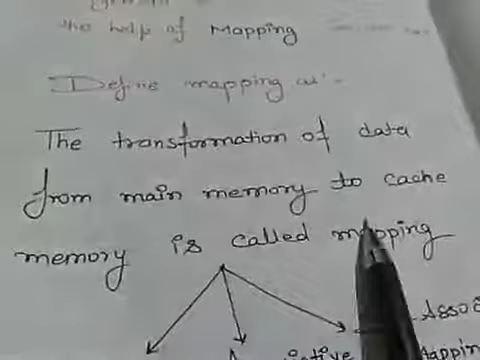 the help of Mapping
Define mapping as :-
The transformation of data
from main memory to cache
memory is called mapping